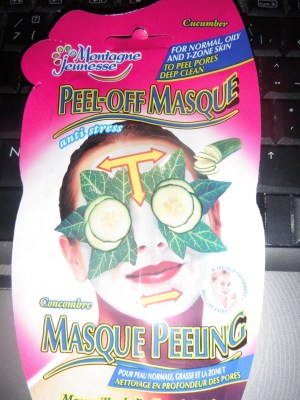 Cucumber
Montagne
Jeunesse
FOR NORMAL, OILY
AND T-ZONE SKIN
TO PEEL PORES
DEEP CLEAN
PEEL-OFF MASQUE
anti stress
T
Concombre
MASQUE PEELING
POUR PEAU NORMALE, GRASSE ET LA ZONE T
NETTOYAGE EN PROFONDEUR DES PORES